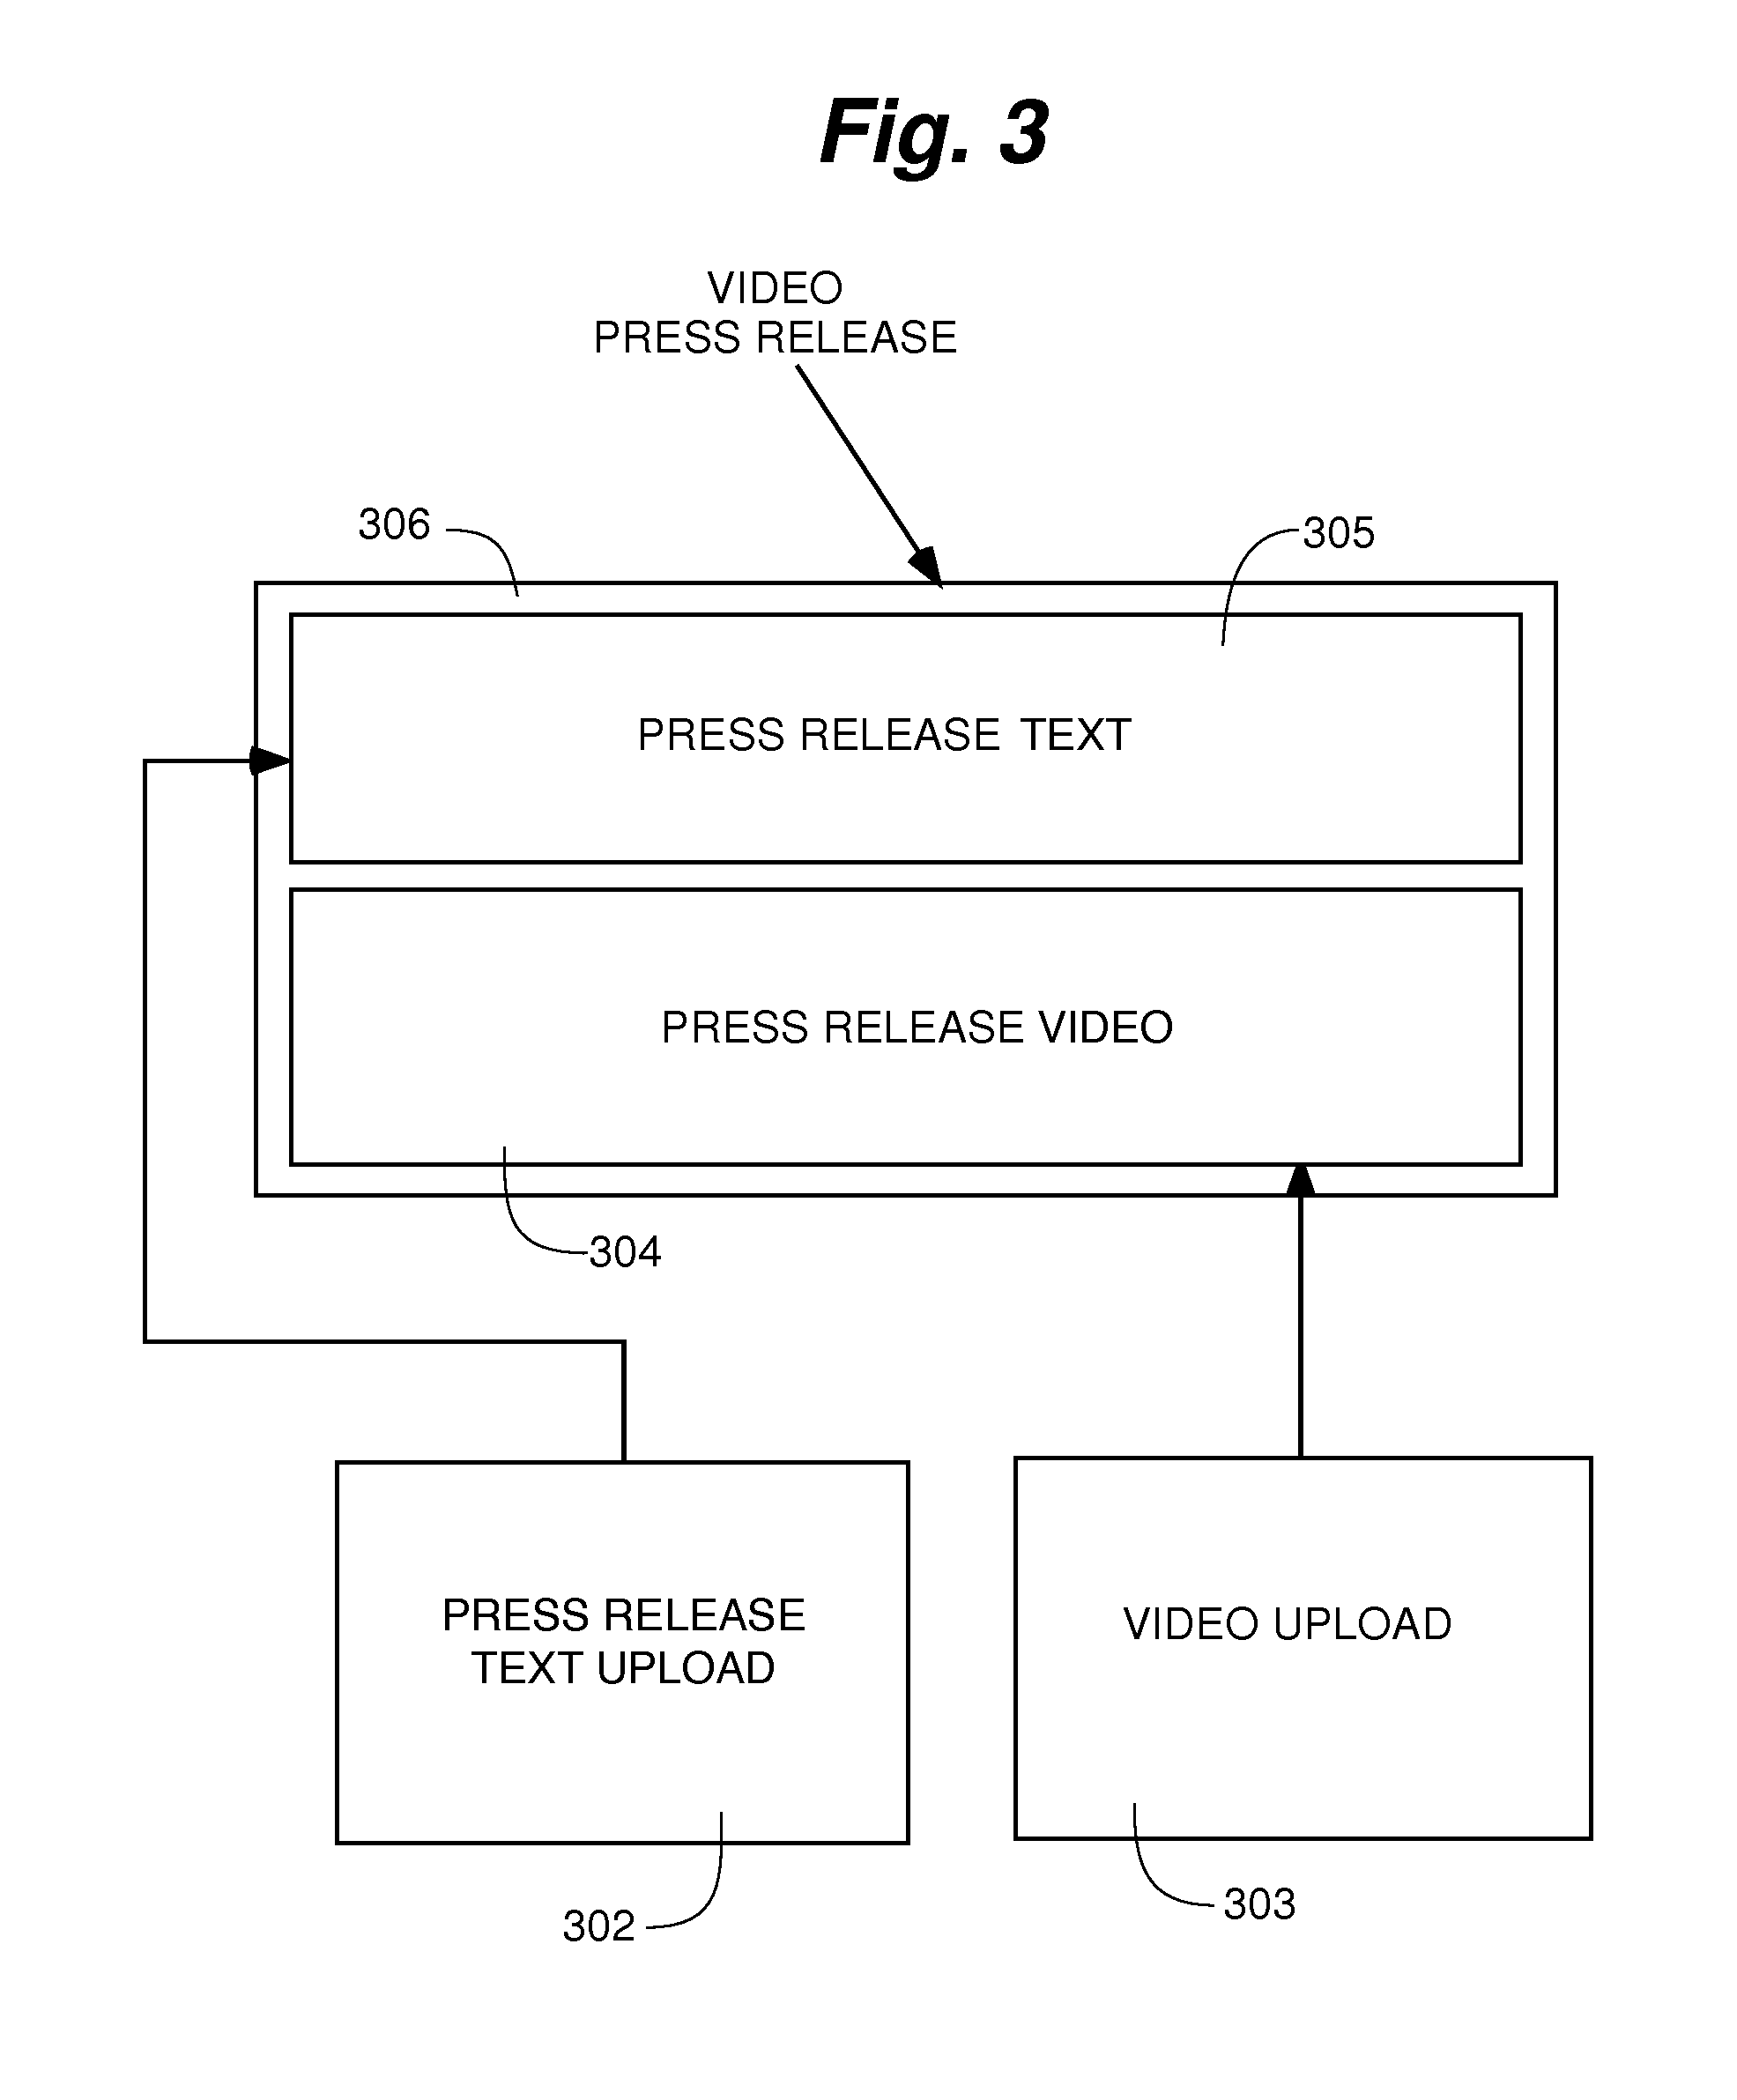 Fig. 3
VIDEO
PRESS RELEASE
306
305
PRESS RELEASE TEXT
PRESS RELEASE VIDEO
304
PRESS RELEASE
TEXT UPLOAD
VIDEO UPLOAD
302
303